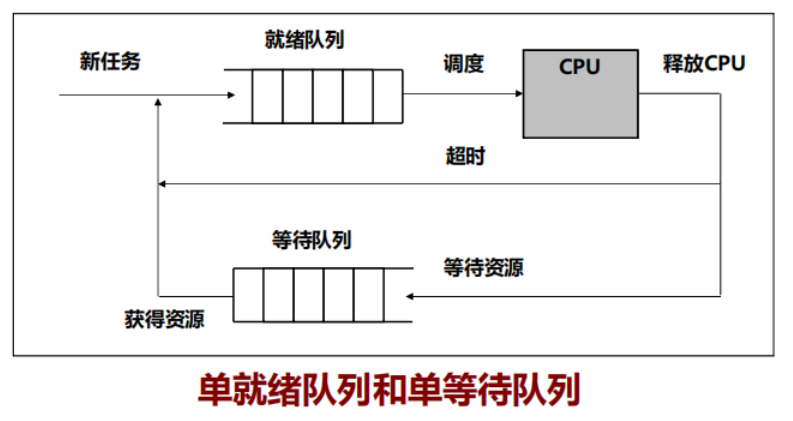 就绪队列
新任务
调度
CPU
释放CPU
超时
等待队列
等待资源
获得资源
单就绪队列和单等待队列